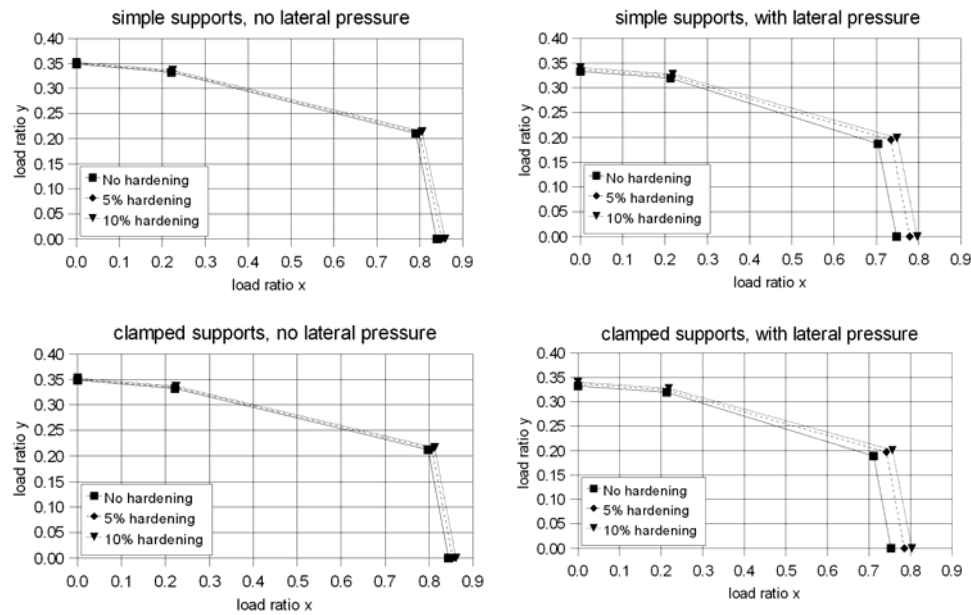 simple supports, no lateral pressure
0.40
0.35
0.30
0.25
0.20
0.15
0.10
0.05
0.00
load ratio y
No hardening
5% hardening
10% hardening
0.0 0.1 0.2 0.3 0.4 0.5 0.6 0.7 0.8 0.9
load ratio x
simple supports, with lateral pressure
0.40
0.35
0.30
0.25
0.20
0.15
0.10
0.05
0.00
load ratio y
No hardening
5% hardening
10% hardening
0.0 0.1 0.2 0.3 0.4 0.5 0.6 0.7 0.8 0.9
load ratio x
clamped supports, no lateral pressure
0.40
0.35
0.30
0.25
0.20
0.15
0.10
0.05
0.00
load ratio y
No hardening
5% hardening
10% hardening
0.0 0.1 0.2 0.3 0.4 0.5 0.6 0.7 0.8 0.9
load ratio x
clamped supports, with lateral pressure
0.40
0.35
0.30
0.25
0.20
0.15
0.10
0.05
0.00
load ratio y
No hardening
5% hardening
10% hardening
0.0 0.1 0.2 0.3 0.4 0.5 0.6 0.7 0.8 0.9
load ratio x